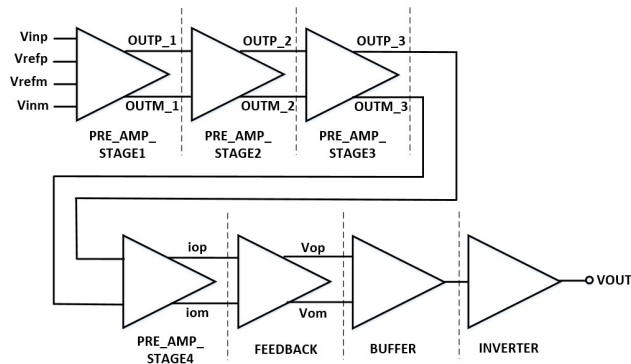 Vinp
Vrefp
Vrefm
Vinm
OUTP_1
OUTP_2
OUTP_3
OUTM_1
OUTM_2
OUTM_3
PRE_AMP_
STAGE1
PRE_AMP_
STAGE2
PRE_AMP_
STAGE3
iop
iom
Vop
Vom
VOUT
PRE_AMP_
STAGE4
FEEDBACK
BUFFER
INVERTER